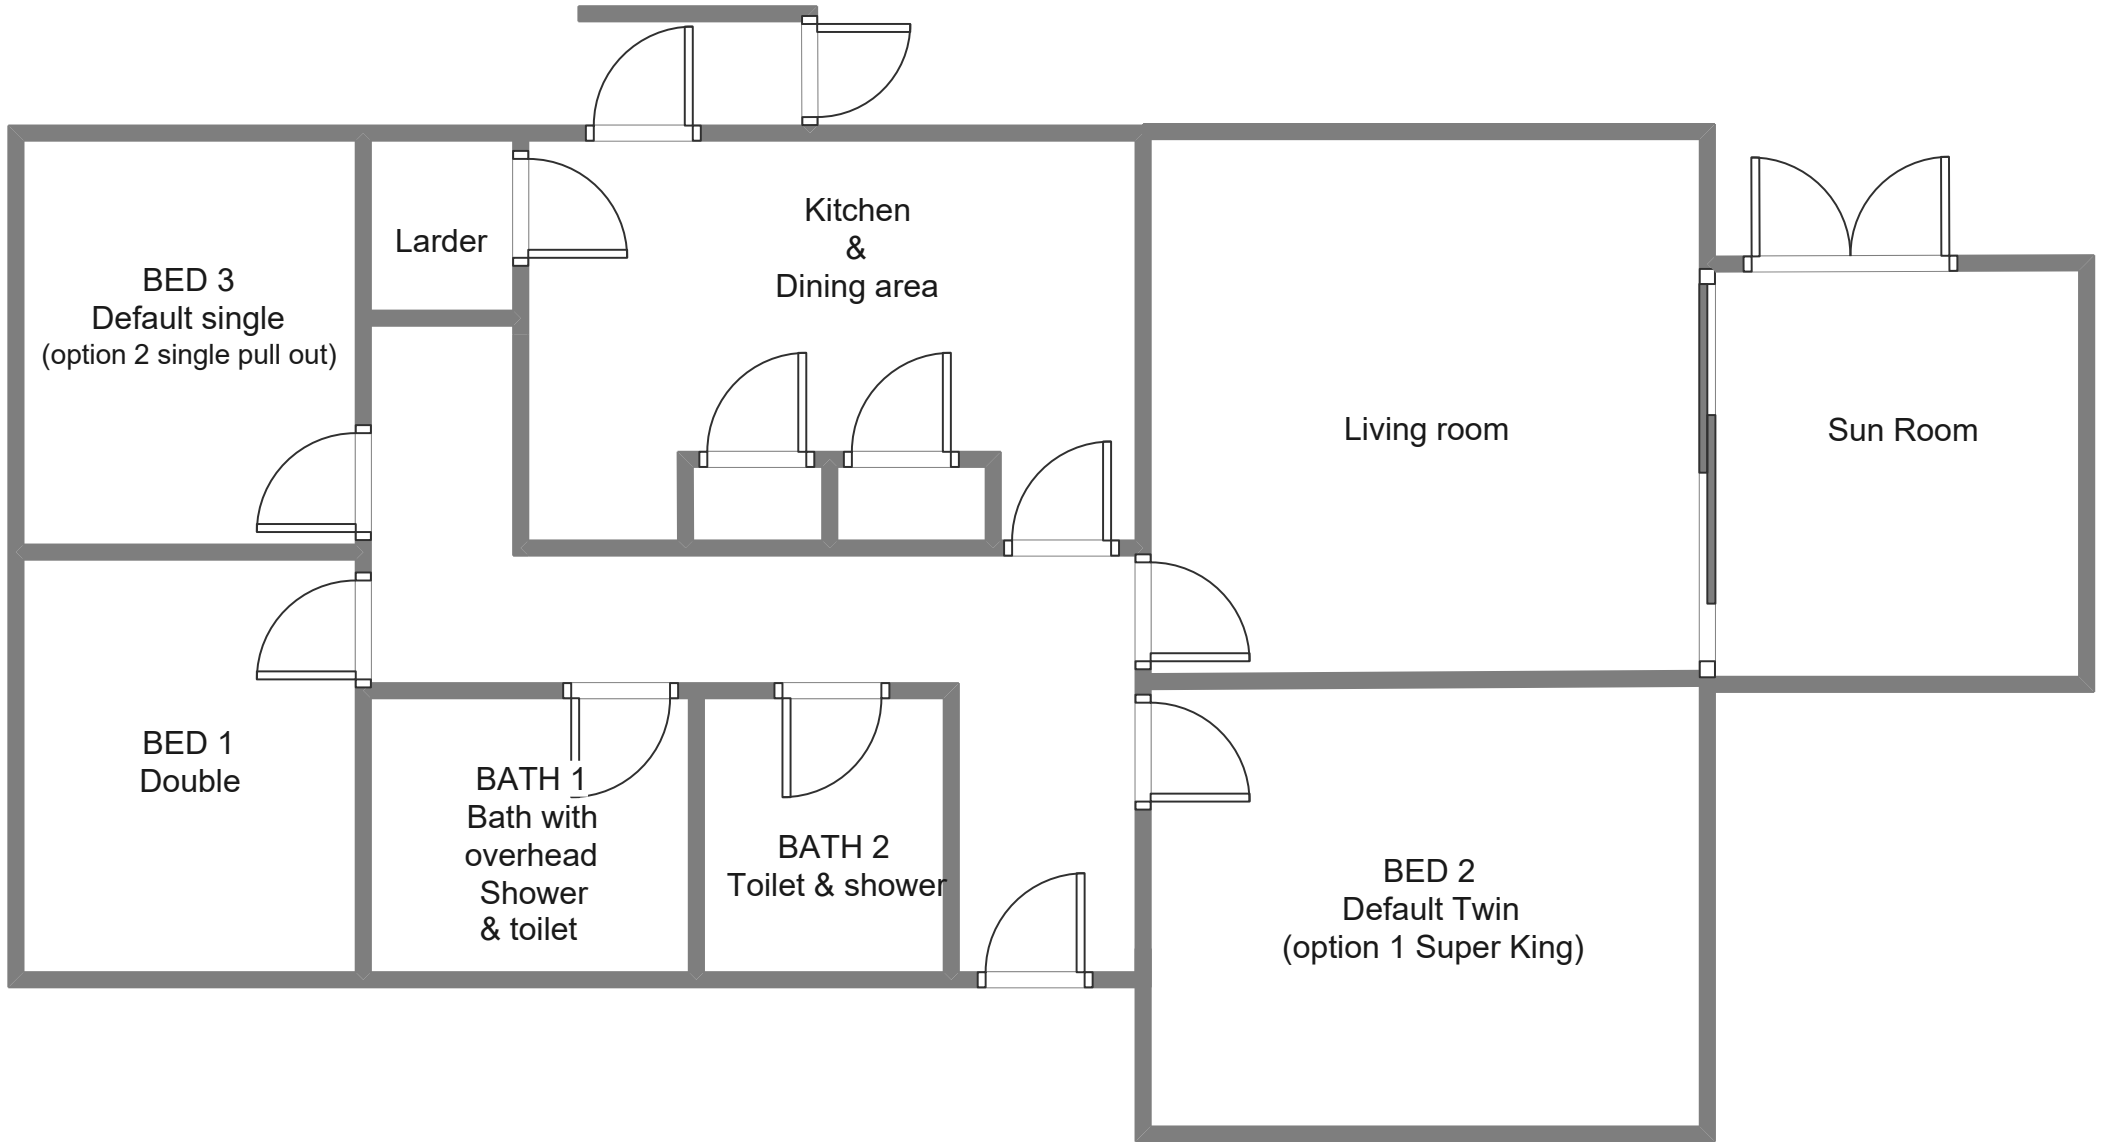 Kitchen
&
Dining area
Larder
BED 3
Default single
(option 2 single pull out)
Living room
Sun Room
BED 1
Double
BATH 1
Bath with
overhead
Shower
& toilet
BATH 2
Toilet & shower
BED 2
Default Twin
(option 1 Super King)